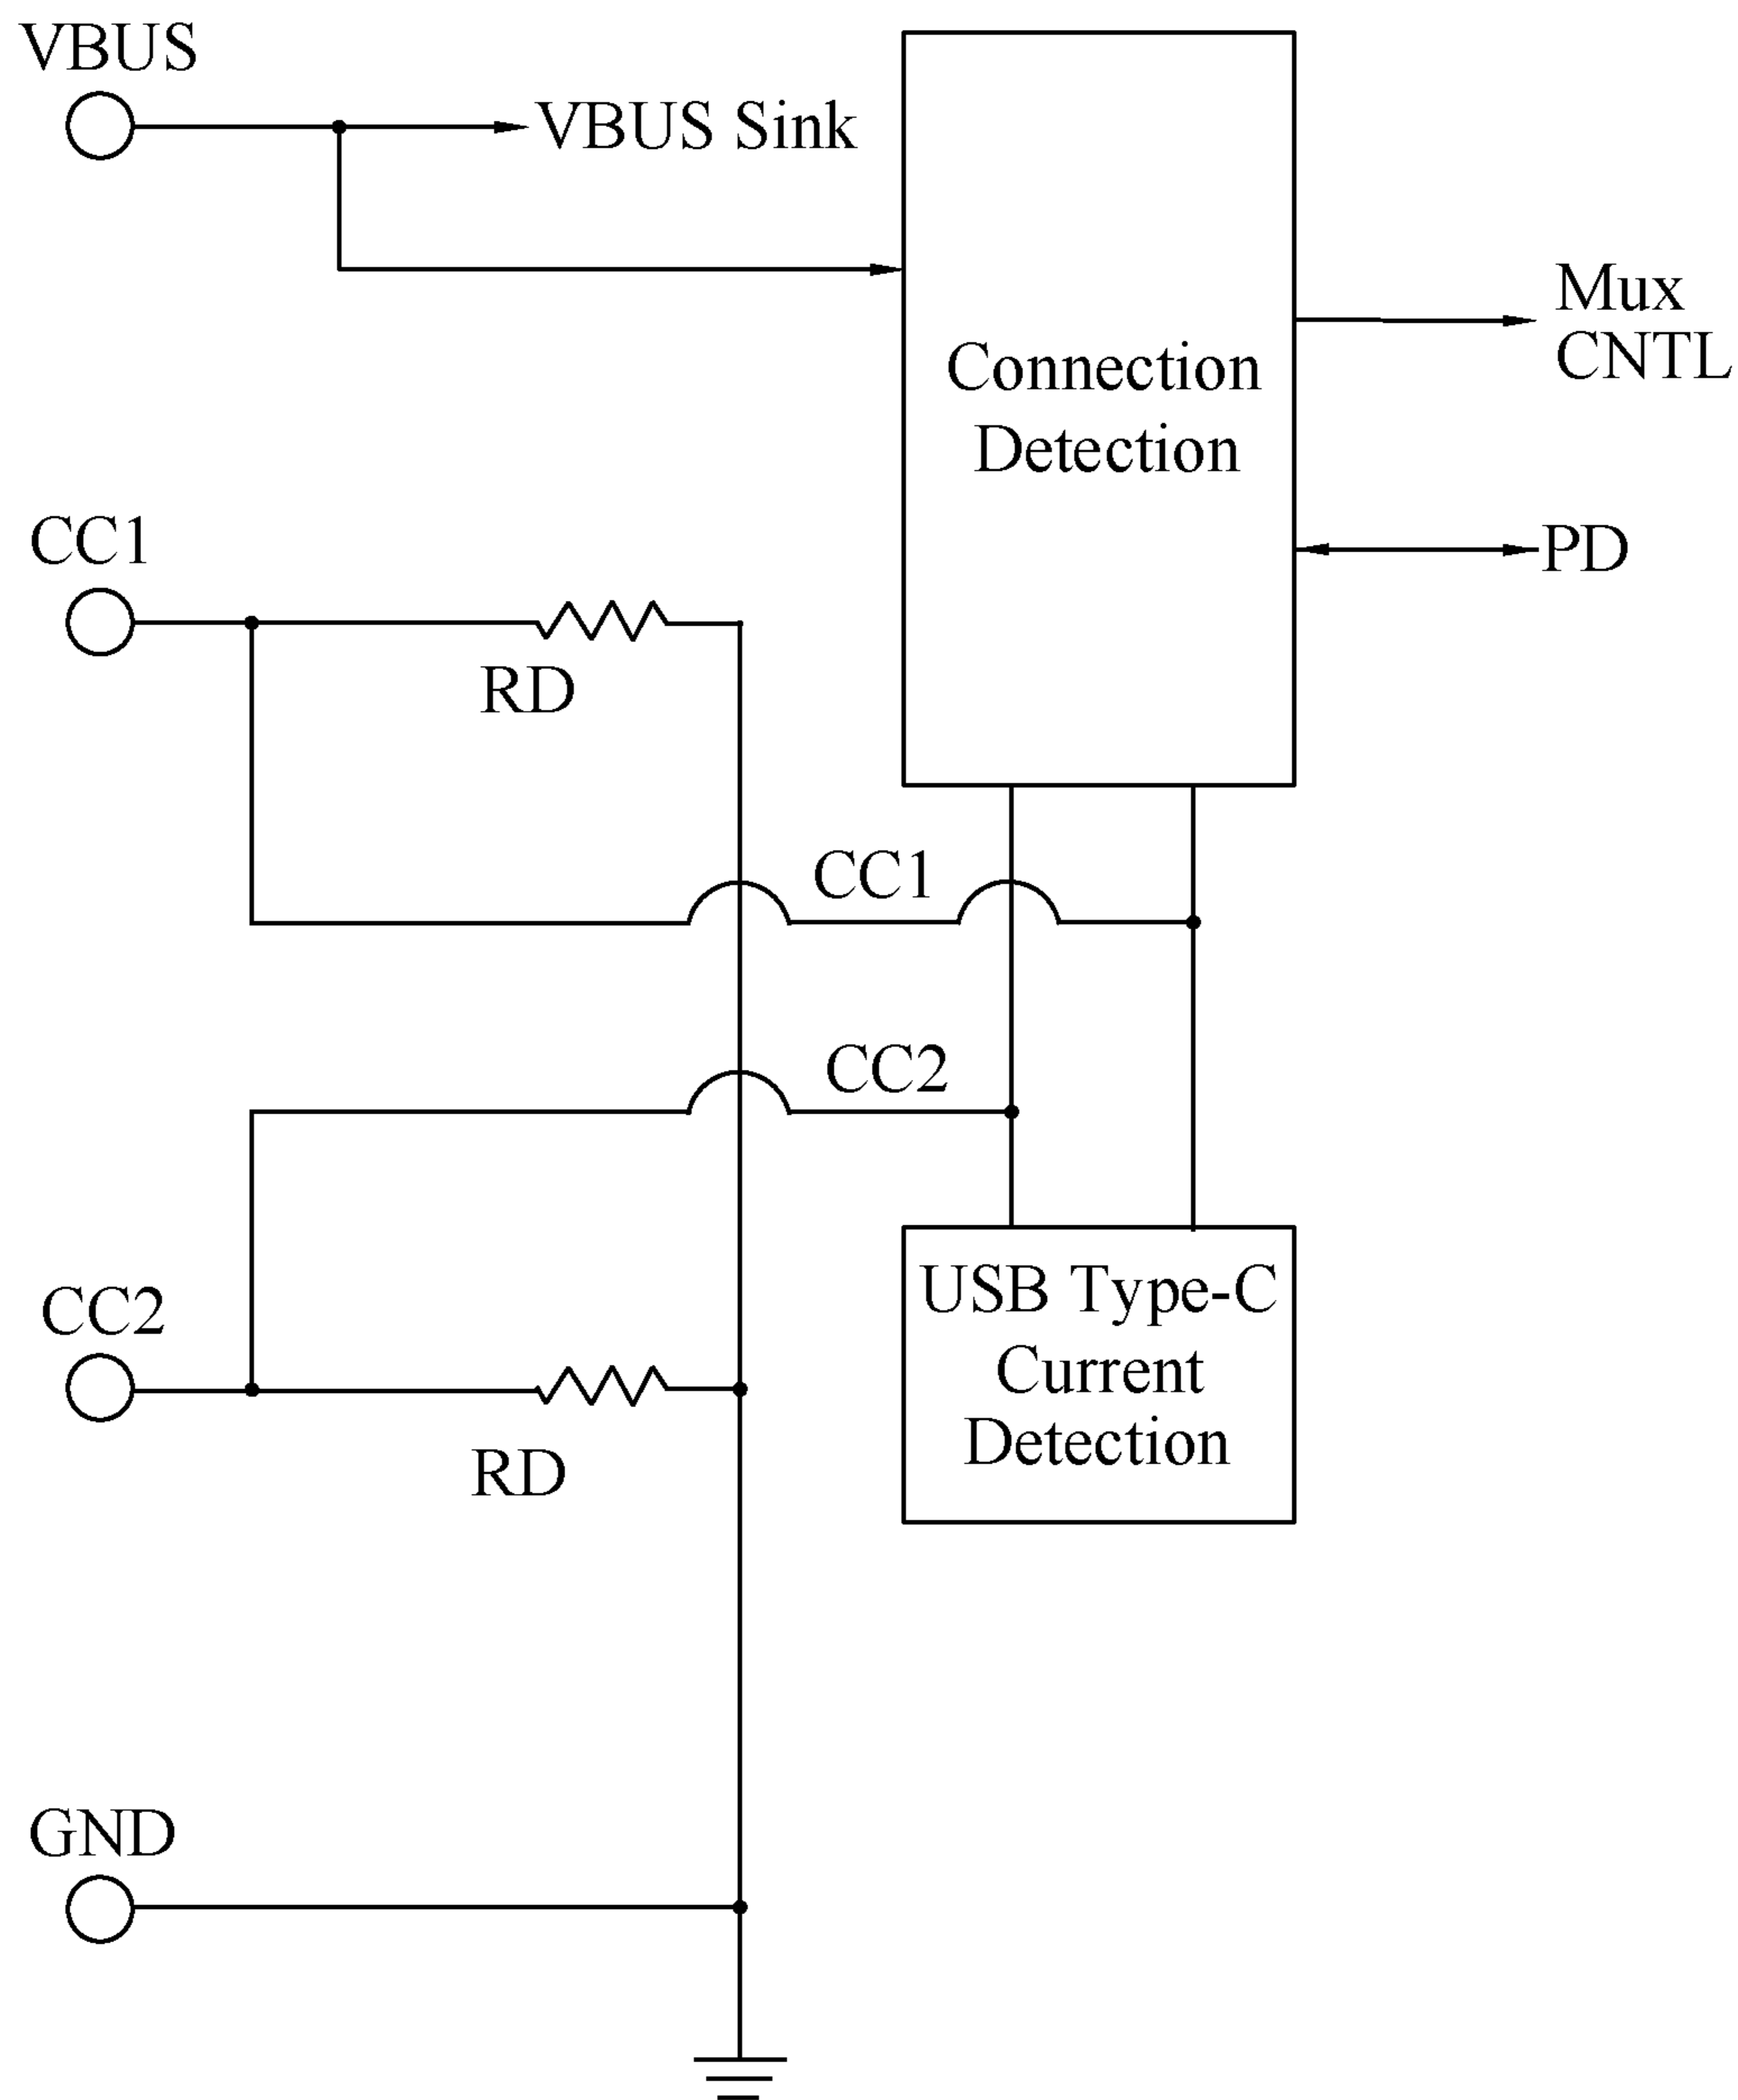 VBUS
VBUS Sink
Mux
CNTL
Connection
Detection
CC1
PD
RD
CC1
CC2
CC2
USB Type-C
Current
Detection
RD
GND